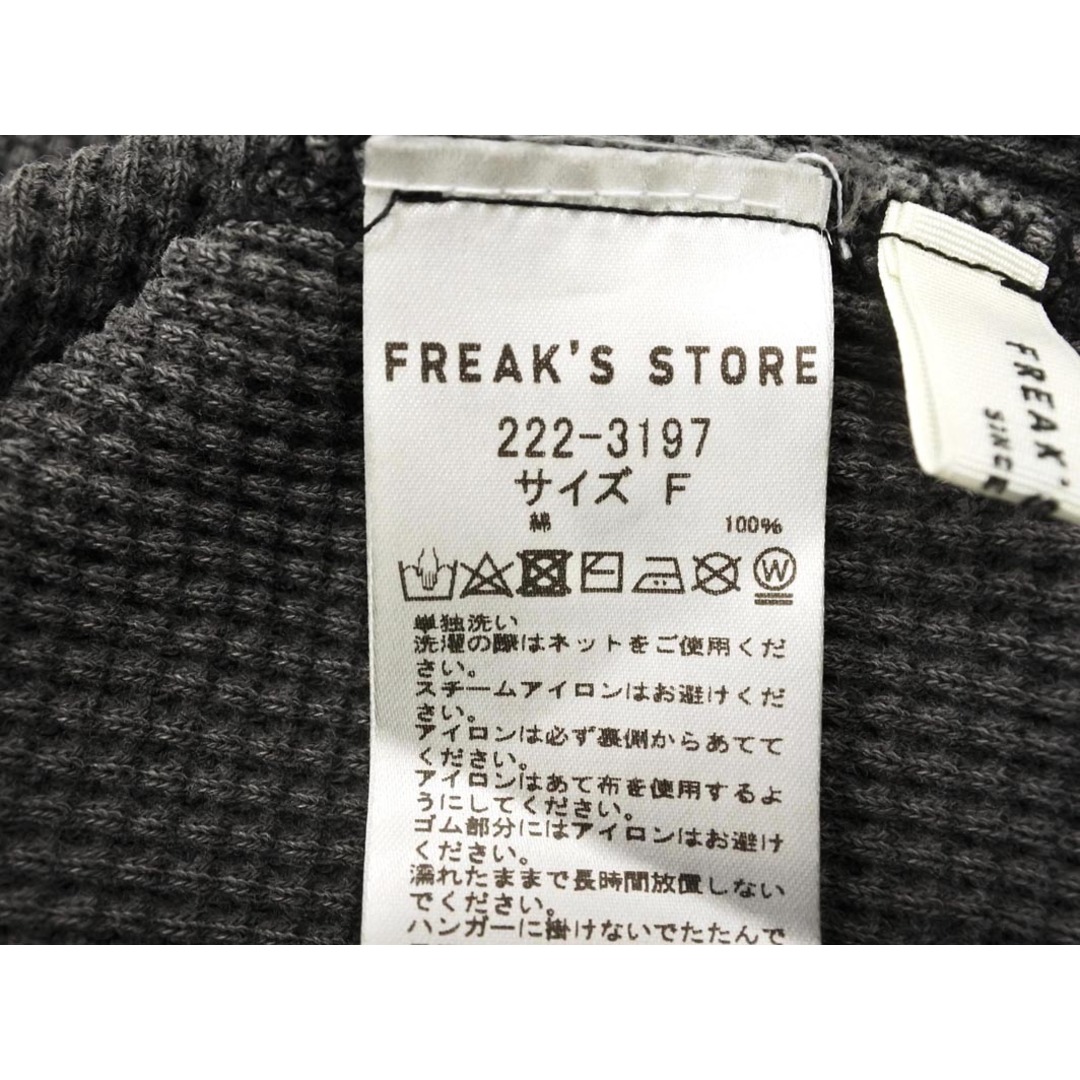 FREAK'S STORE
222-3197
サイズ F
綿 100%
W
単独洗い
洗濯の際はネットをご使用くだ
さい。
スチームアイロンはお避けくだ
さい。
アイロンは必ず裏側からあてて
ください。
アイロンはあて布を使用するよ
うにしてください。
ゴム部分にはアイロンはお避け
ください。
濡れたままで長時間放置しない
でください。
ハンガーに掛けないでたたんで
FREAK'
SINCE